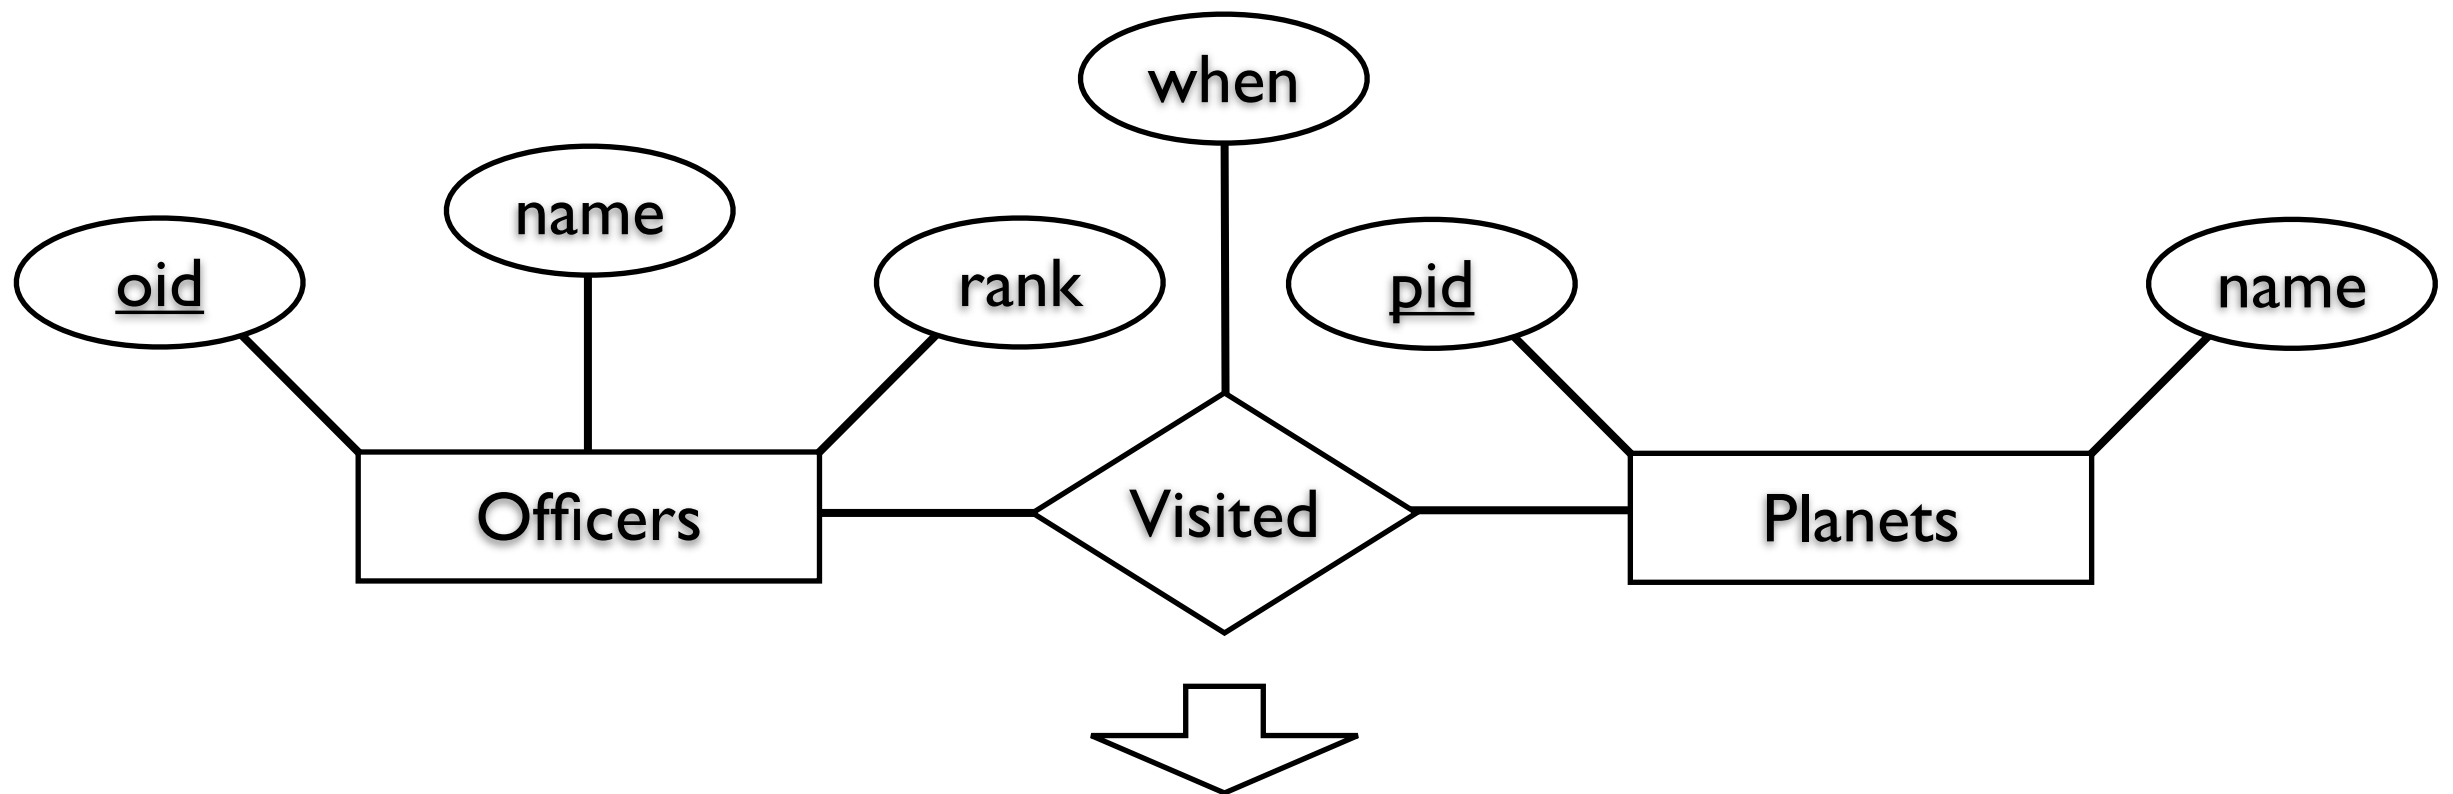 when
name
oid
rank
pid
name
Officers
Visited
Planets